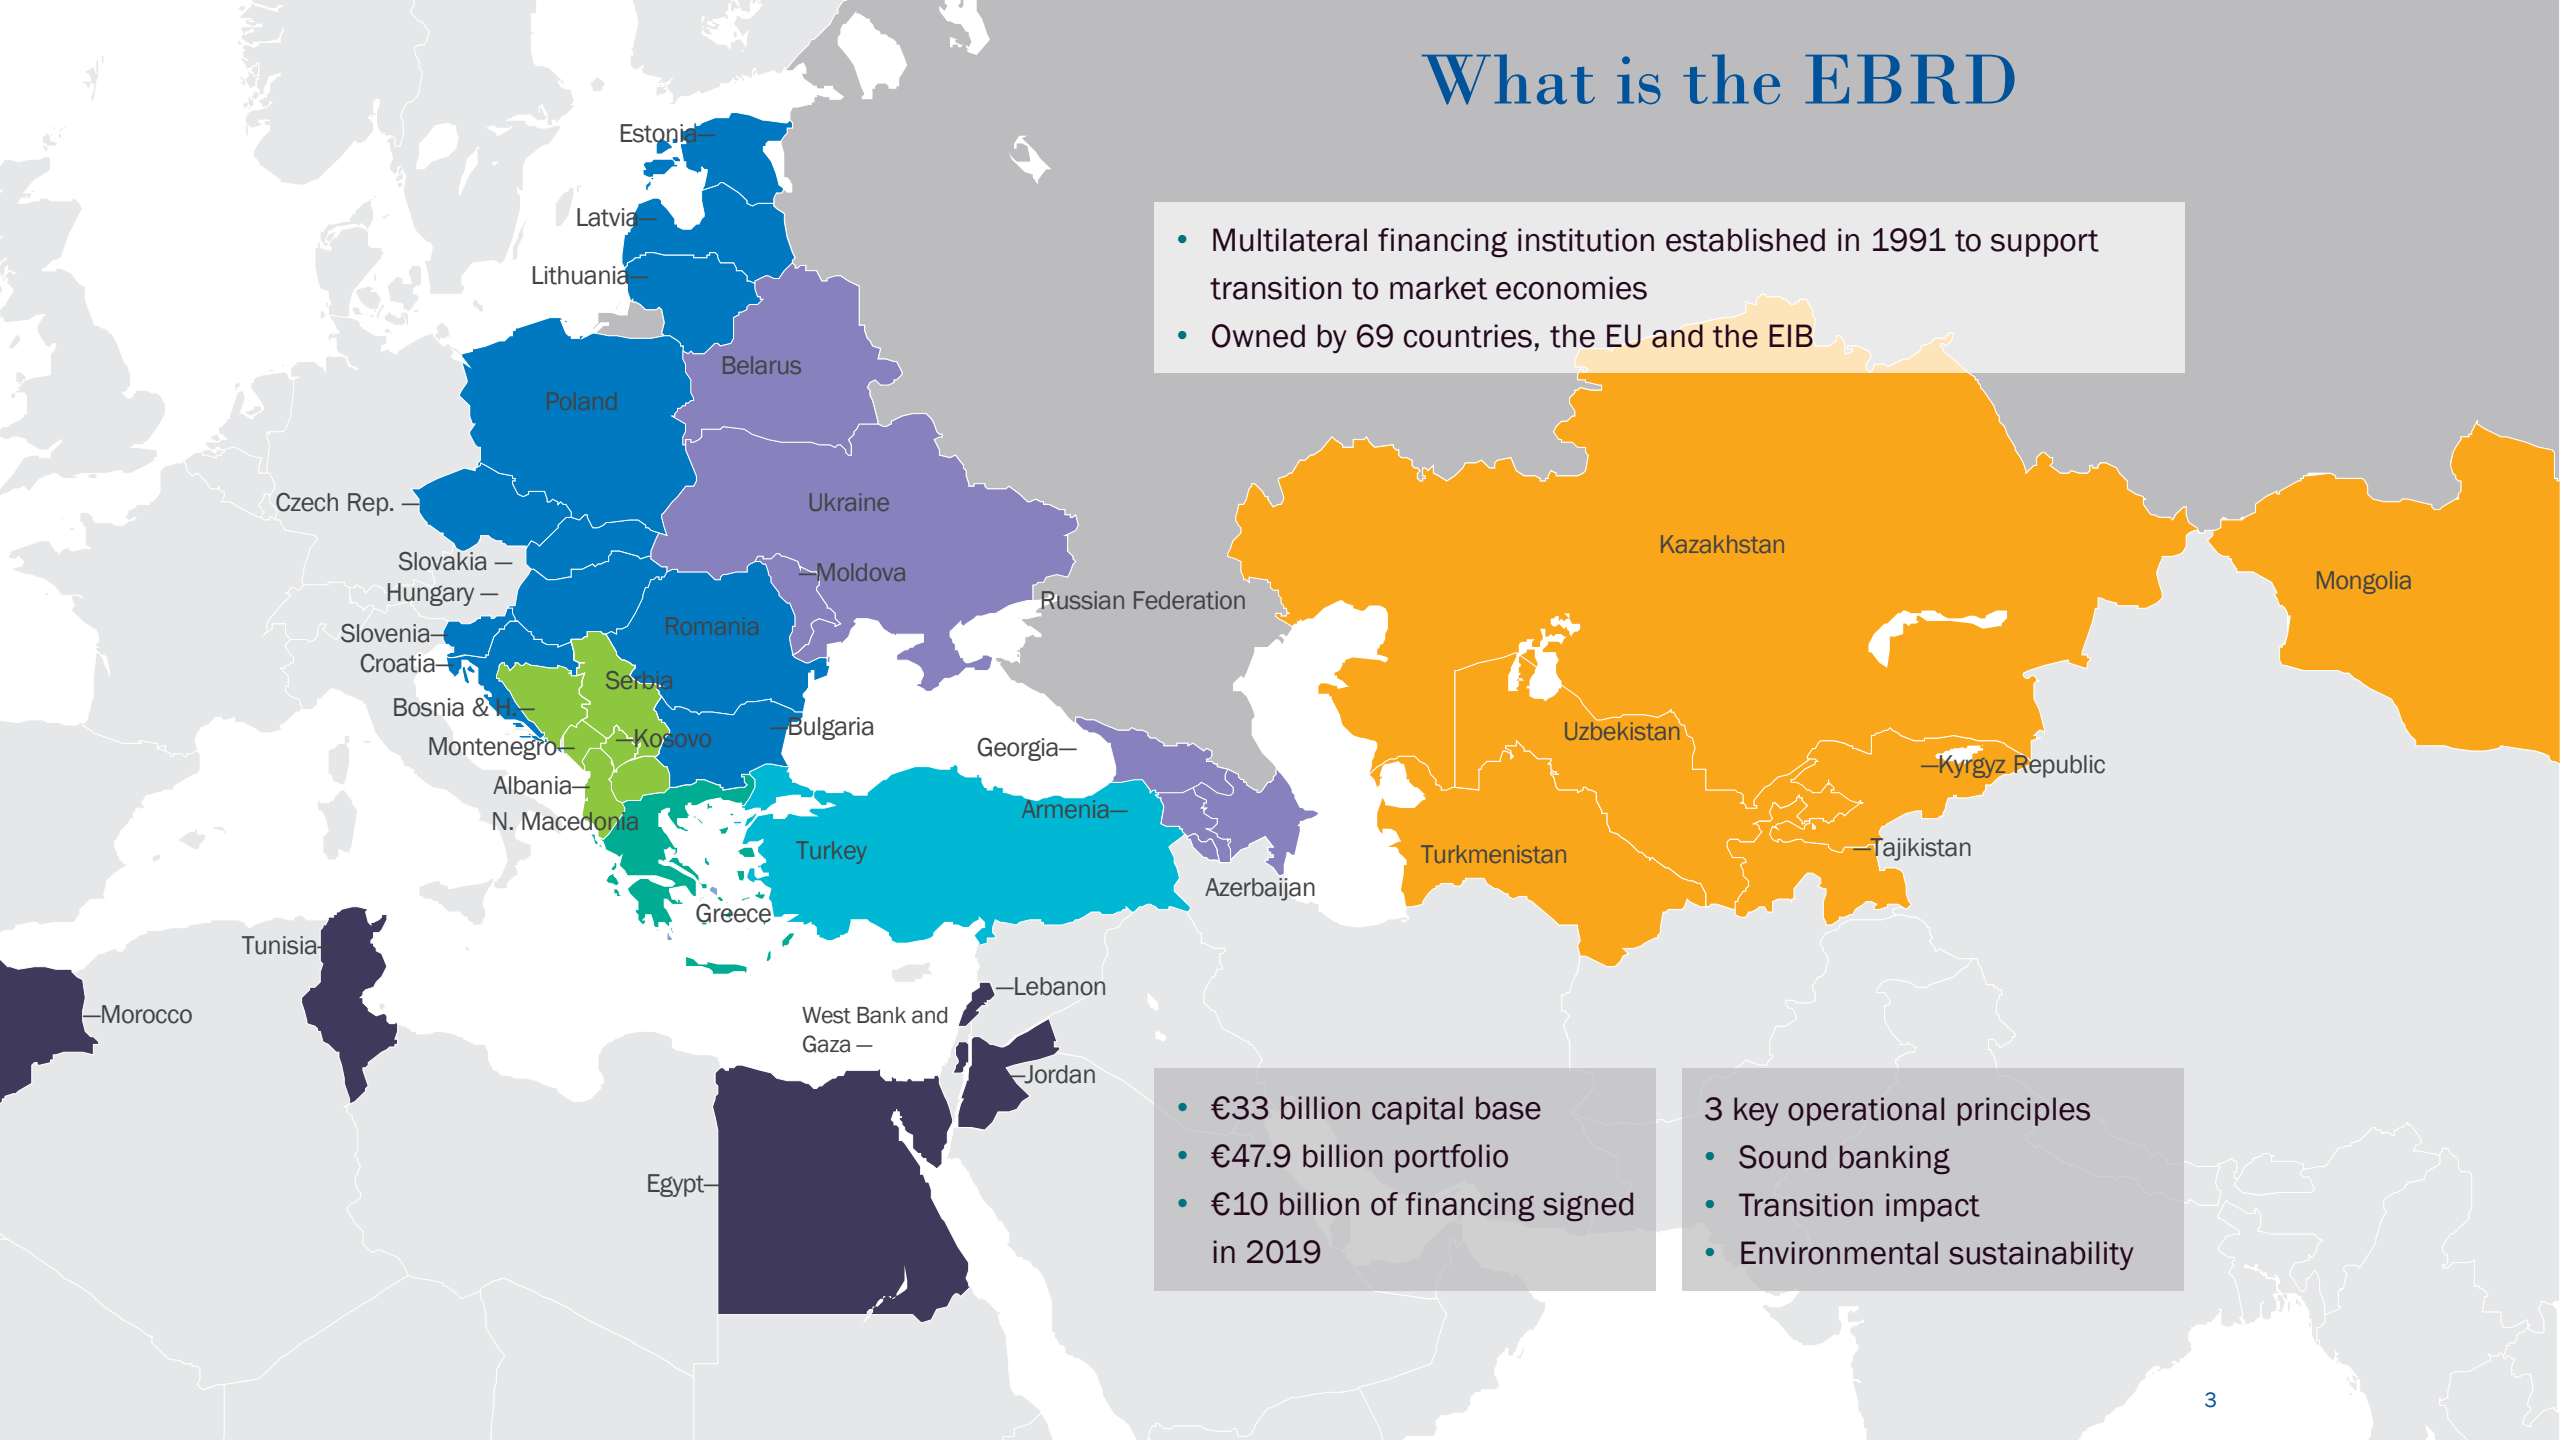 What is the EBRD
• Multilateral financing institution established in 1991 to support
transition to market economies
• Owned by 69 countries, the EU and the EIB
Estonia—
Latvia—
Lithuania—
Belarus
Poland
Czech Rep. —
Ukraine
Slovakia —
—Moldova
Hungary —
Russian Federation
Kazakhstan
Mongolia
Slovenia—
Romania
Croatia—
Serbia
Bosnia & H.—
—Bulgaria
Montenegro—
—Kosovo
Georgia—
Uzbekistan
—Kyrgyz Republic
Albania—
Armenia—
N. Macedonia
Turkey
Turkmenistan
—Tajikistan
Azerbaijan
Greece
Tunisia—
—Lebanon
—Morocco
West Bank and
Gaza —
—Jordan
Egypt—
• €33 billion capital base
• €47.9 billion portfolio
• €10 billion of financing signed
in 2019
3 key operational principles
• Sound banking
• Transition impact
• Environmental sustainability
3